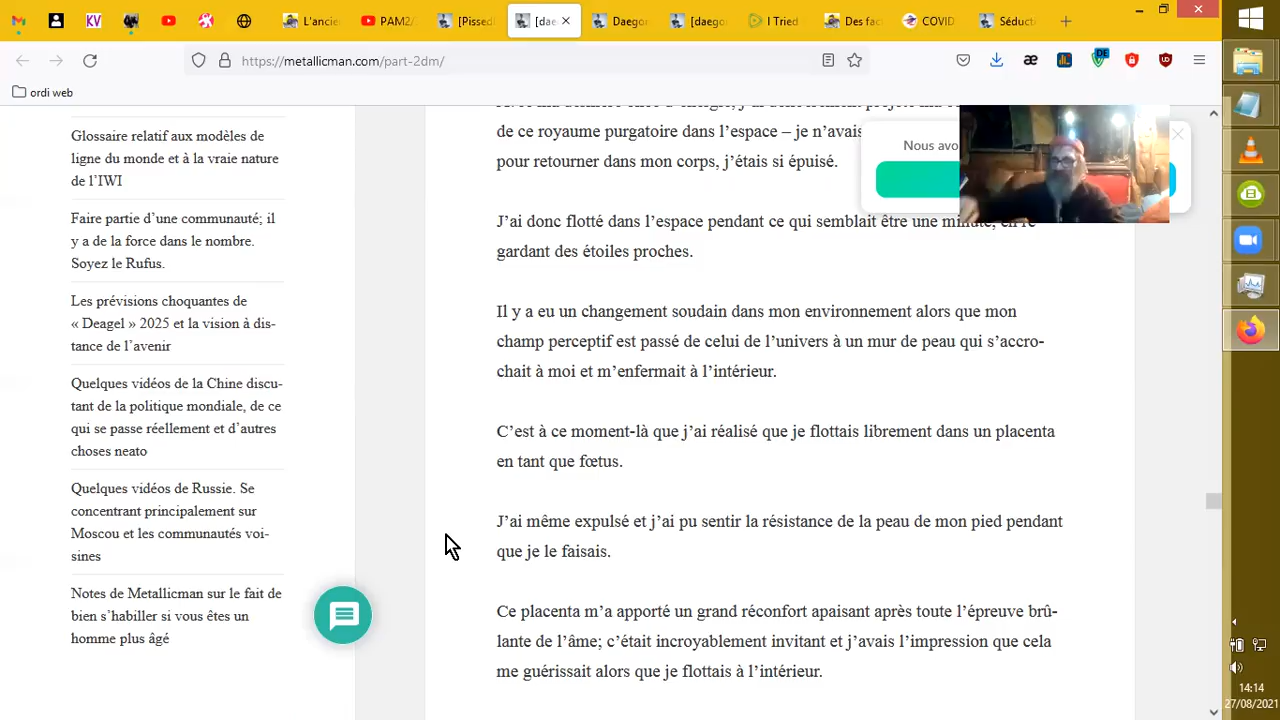 L'ancie
PAM2/
[Pissed
[dae
Daegor
[daegor
I Tried
Des fac
COVID
Séduct
https://metallicman.com/part-2dm/
ordi web
Glossaire relatif aux modèles de
ligne du monde et à la vraie nature
de l'IWI
Faire partie d'une communauté; il
y a de la force dans le nombre.
Soyez le Rufus.
Les prévisions choquantes de
« Deagel » 2025 et la vision à dis-
tance de l'avenir
Quelques vidéos de la Chine discu-
tant de la politique mondiale, de ce
qui se passe réellement et d'autres
choses neato
Quelques vidéos de Russie. Se
concentrant principalement sur
Moscou et les communautés voi-
sines
Notes de Metallicman sur le fait de
bien s'habiller si vous êtes un
homme plus âgé
de ce royaume purgatoire dans l'espace – je n'avais
pour retourner dans mon corps, j'étais si épuisé.
J'ai donc flotté dans l'espace pendant ce qui semblait être une minute, en re-
gardant des étoiles proches.
Il y a eu un changement soudain dans mon environnement alors que mon
champ perceptif est passé de celui de l'univers à un mur de peau qui s'accro-
chait à moi et m'enfermait à l'intérieur.
C'est à ce moment-là que j'ai réalisé que je flottais librement dans un placenta
en tant que fœtus.
J'ai même expulsé et j'ai pu sentir la résistance de la peau de mon pied pendant
que je le faisais.
Ce placenta m'a apporté un grand réconfort apaisant après toute l'épreuve brû-
lante de l'âme; c'était incroyablement invitant et j'avais l'impression que cela
me guérissait alors que je flottais à l'intérieur.
Nous avo
KV
æ
DE
14:14
27/08/2021